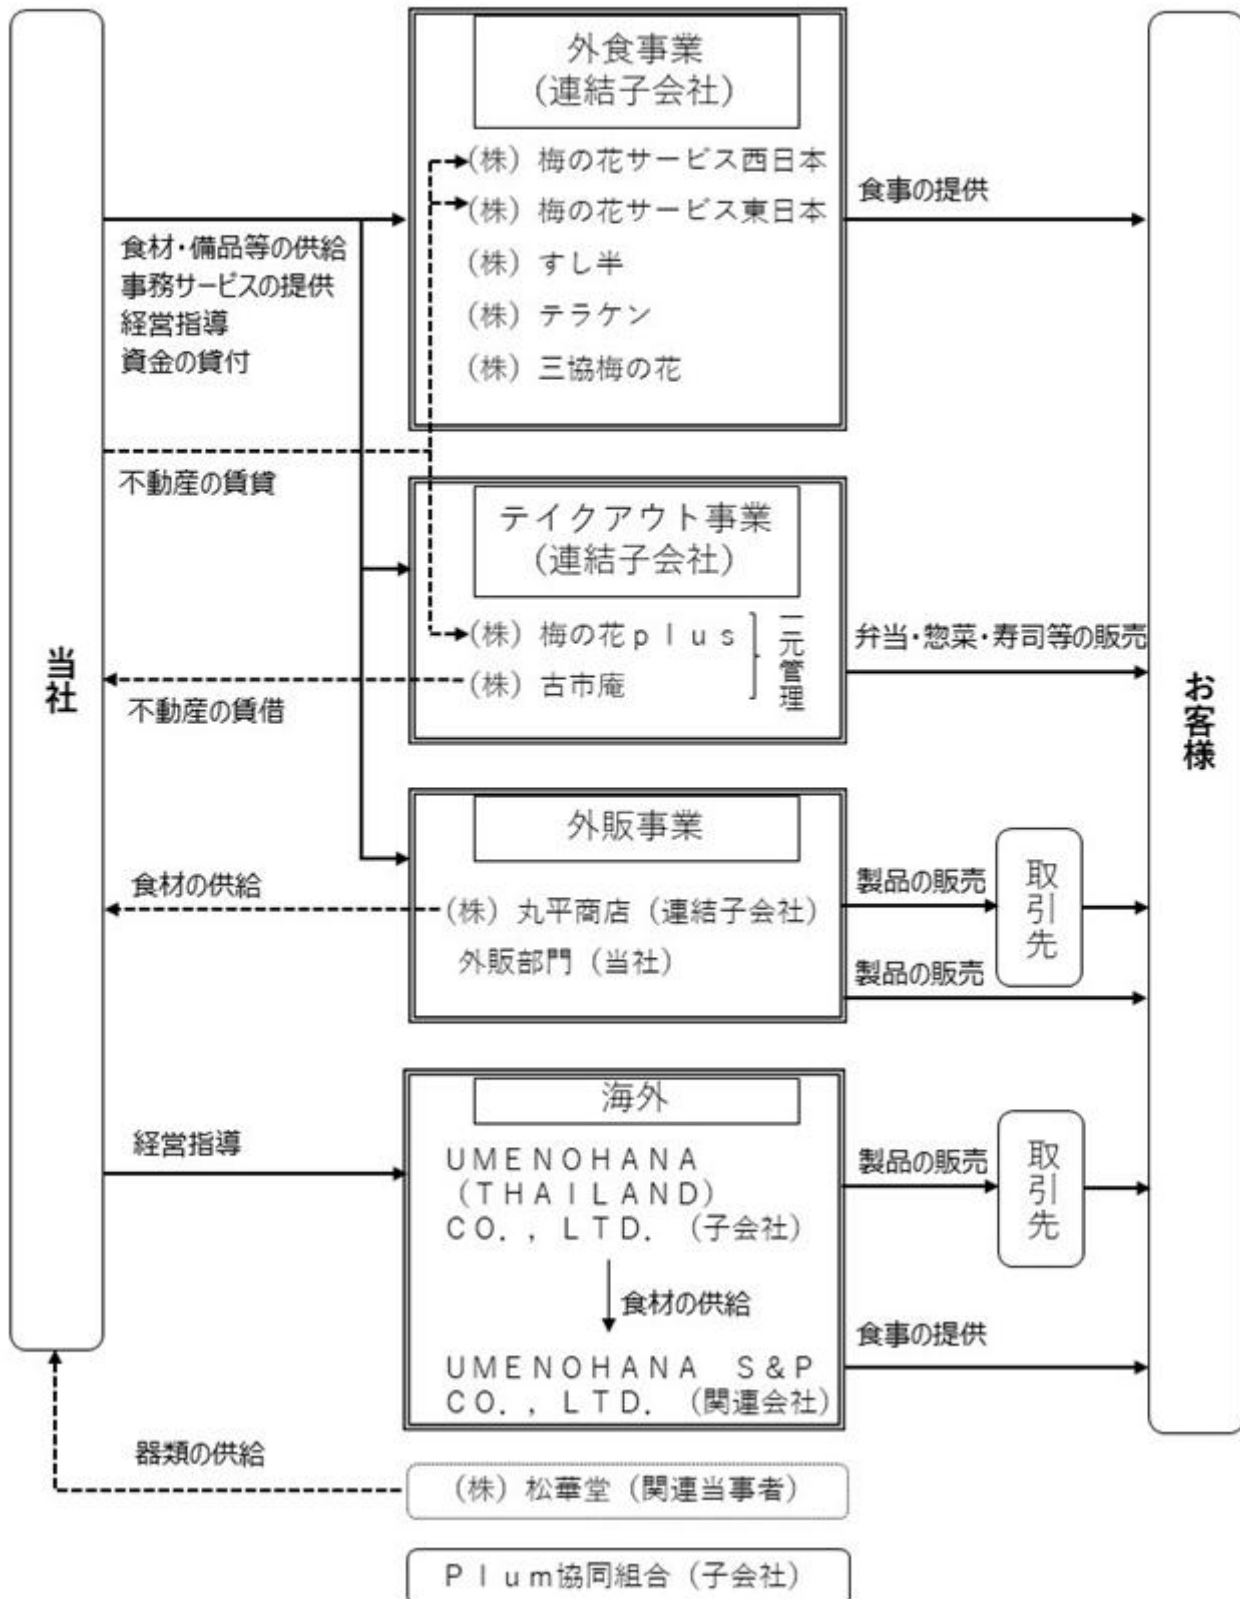 当社
食材・備品等の供給
事務サービスの提供
経営指導
資金の貸付
不動産の賃貸
不動産の賃借
食材の供給
経営指導
器類の供給
外食事業
(連結子会社)
(株) 梅の花サービス西日本
(株) 梅の花サービス東日本
(株) すし半
(株) テラケン
(株) 三協梅の花
食事の提供
テイクアウト事業
(連結子会社)
(株) 梅の花plus
(株) 古市庵
一元管理
弁当・惣菜・寿司等の販売
外販事業
(株) 丸平商店 (連結子会社)
外販部門 (当社)
製品の販売
取引先
製品の販売
海外
UMENOHANA
(THAILAND)
CO., LTD. (子会社)
食材の供給
UMENOHANA S&P
CO., LTD. (関連会社)
製品の販売
取引先
食事の提供
お客様
(株) 松華堂 (関連当事者)
Plum協同組合 (子会社)